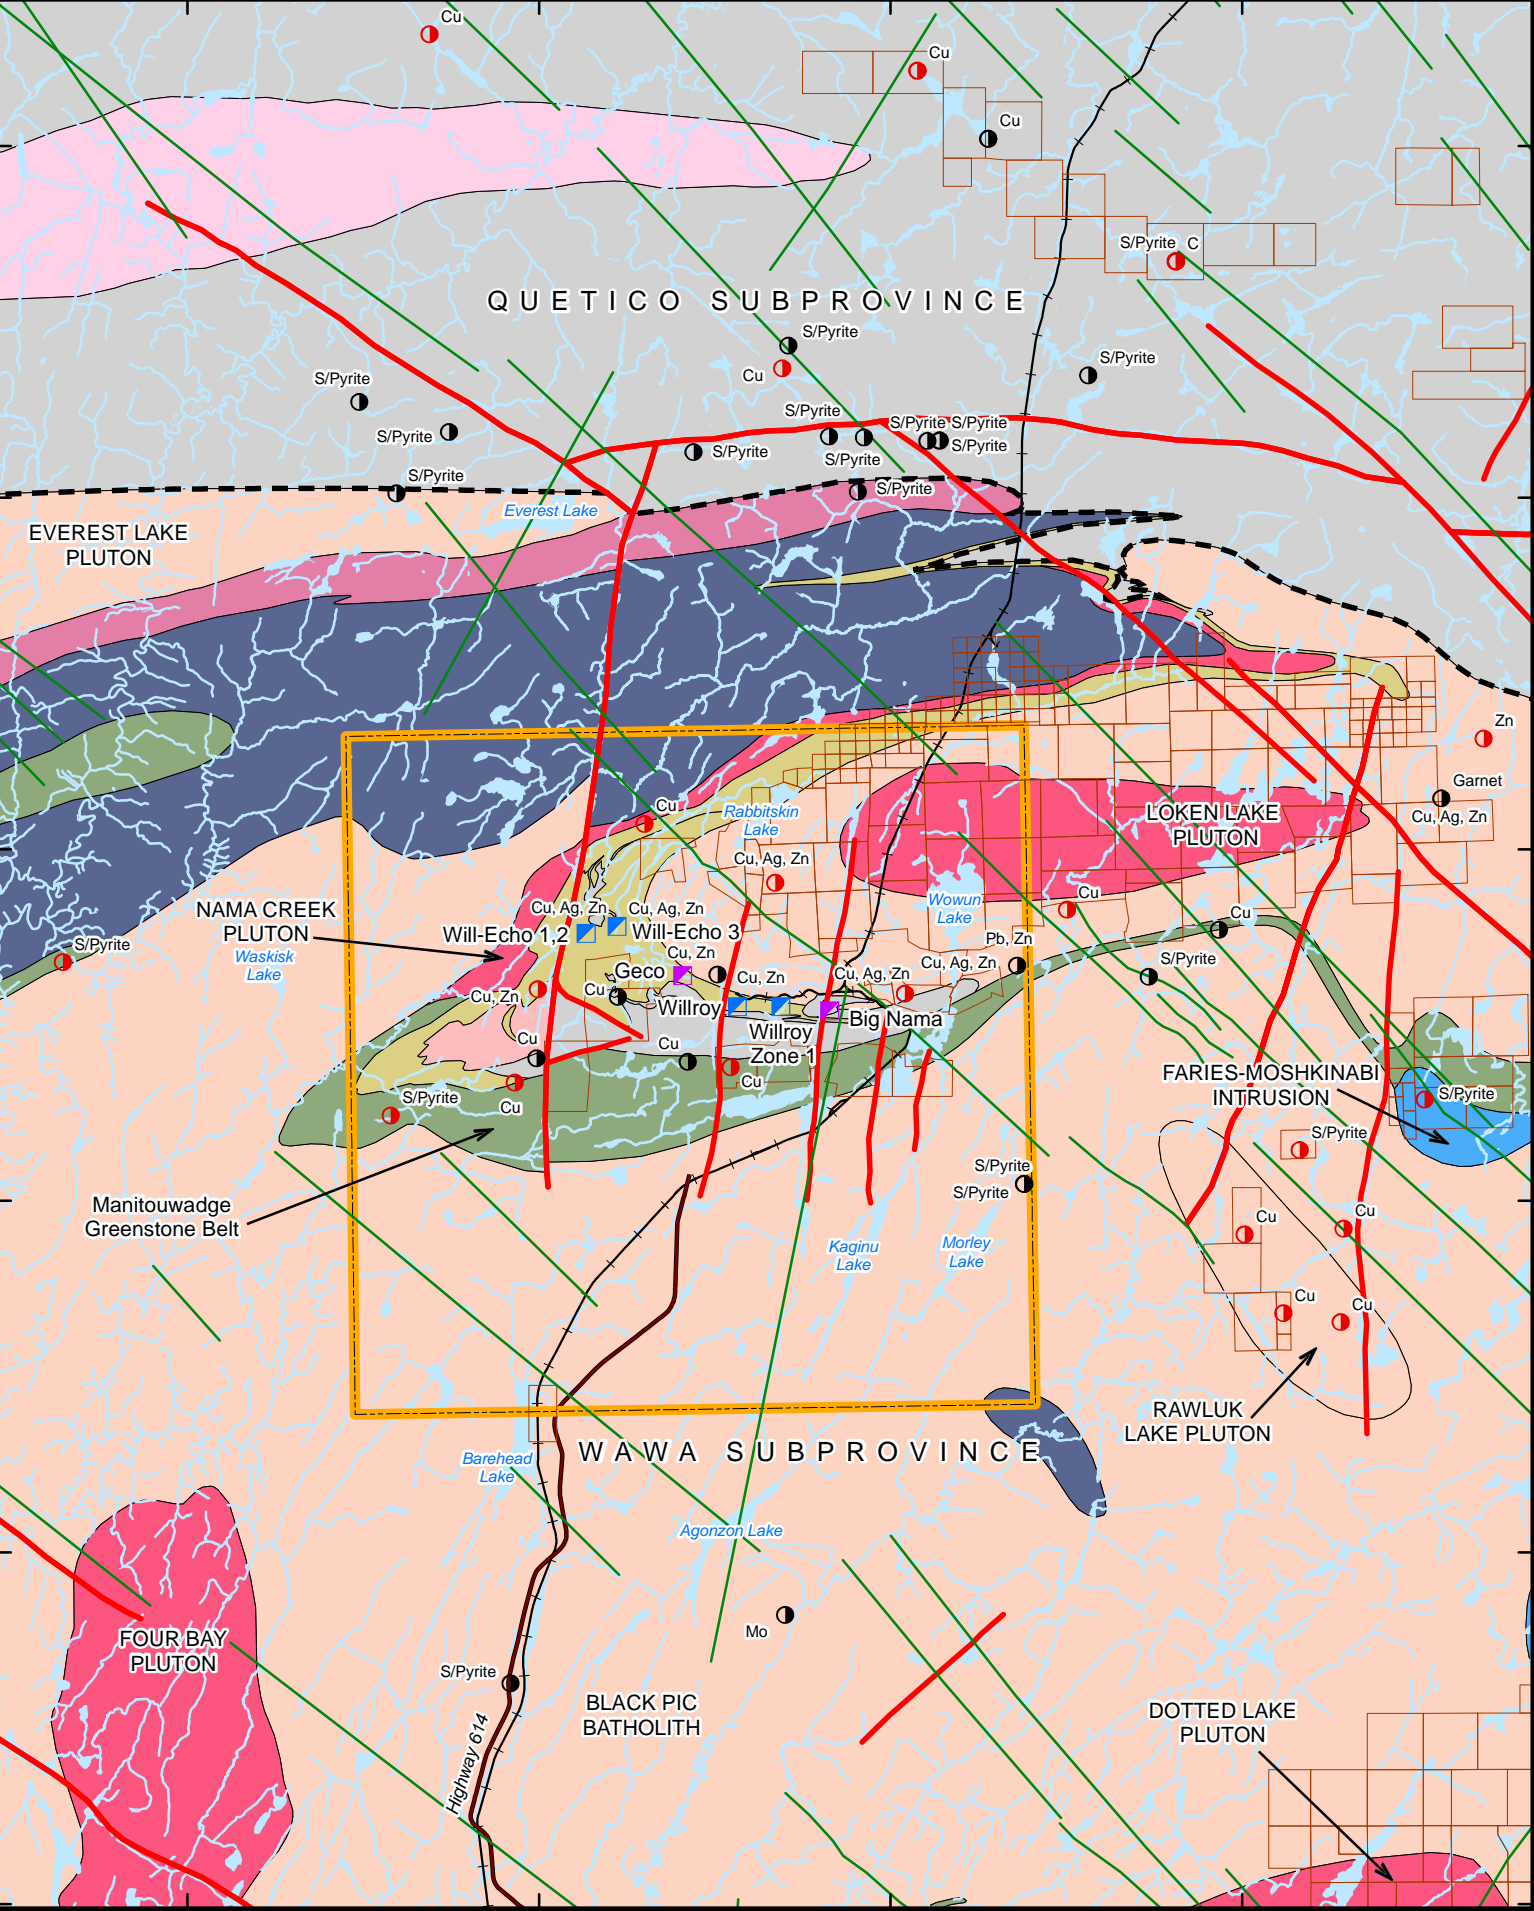 Cu
Cu
Cu
S/Pyrite C
QUETICO SUBPROVINCE
S/Pyrite
Cu
S/Pyrite
S/Pyrite
S/Pyrite
S/Pyrite
S/Pyrite S/Pyrite
S/Pyrite
S/Pyrite
S/Pyrite
S/Pyrite
S/Pyrite
Everest Lake
EVEREST LAKE
PLUTON
Zn
Garnet
Cu, Ag, Zn
Cu
Rabbitskin
Lake
LOKEN LAKE
PLUTON
Cu, Ag, Zn
Cu
Wowun
Lake
NAMA CREEK
PLUTON
Waskisk
Lake
S/Pyrite
Cu, Ag, Zn
Cu, Ag, Zn
Will-Echo 1,2
Will-Echo 3
Cu
Pb, Zn
Cu, Zn
Geco
Cu, Zn
Cu, Ag, Zn
Cu, Ag, Zn
S/Pyrite
Cu, Zn
Cu
Willroy
Willroy
Zone 1
Big Nama
Cu
Cu
Cu
Cu
S/Pyrite
FARIES-MOSHKINABI
INTRUSION
S/Pyrite
S/Pyrite
S/Pyrite
S/Pyrite
Manitouwadge
Greenstone Belt
Kaginu
Lake
Morley
Lake
Cu
Cu
Cu
Cu
RAWLUK
LAKE PLUTON
WAWA SUBPROVINCE
Barehead
Lake
Agonzon Lake
Mo
FOUR BAY
PLUTON
S/Pyrite
BLACK PIC
BATHOLITH
Highway 614
DOTTED LAKE
PLUTON